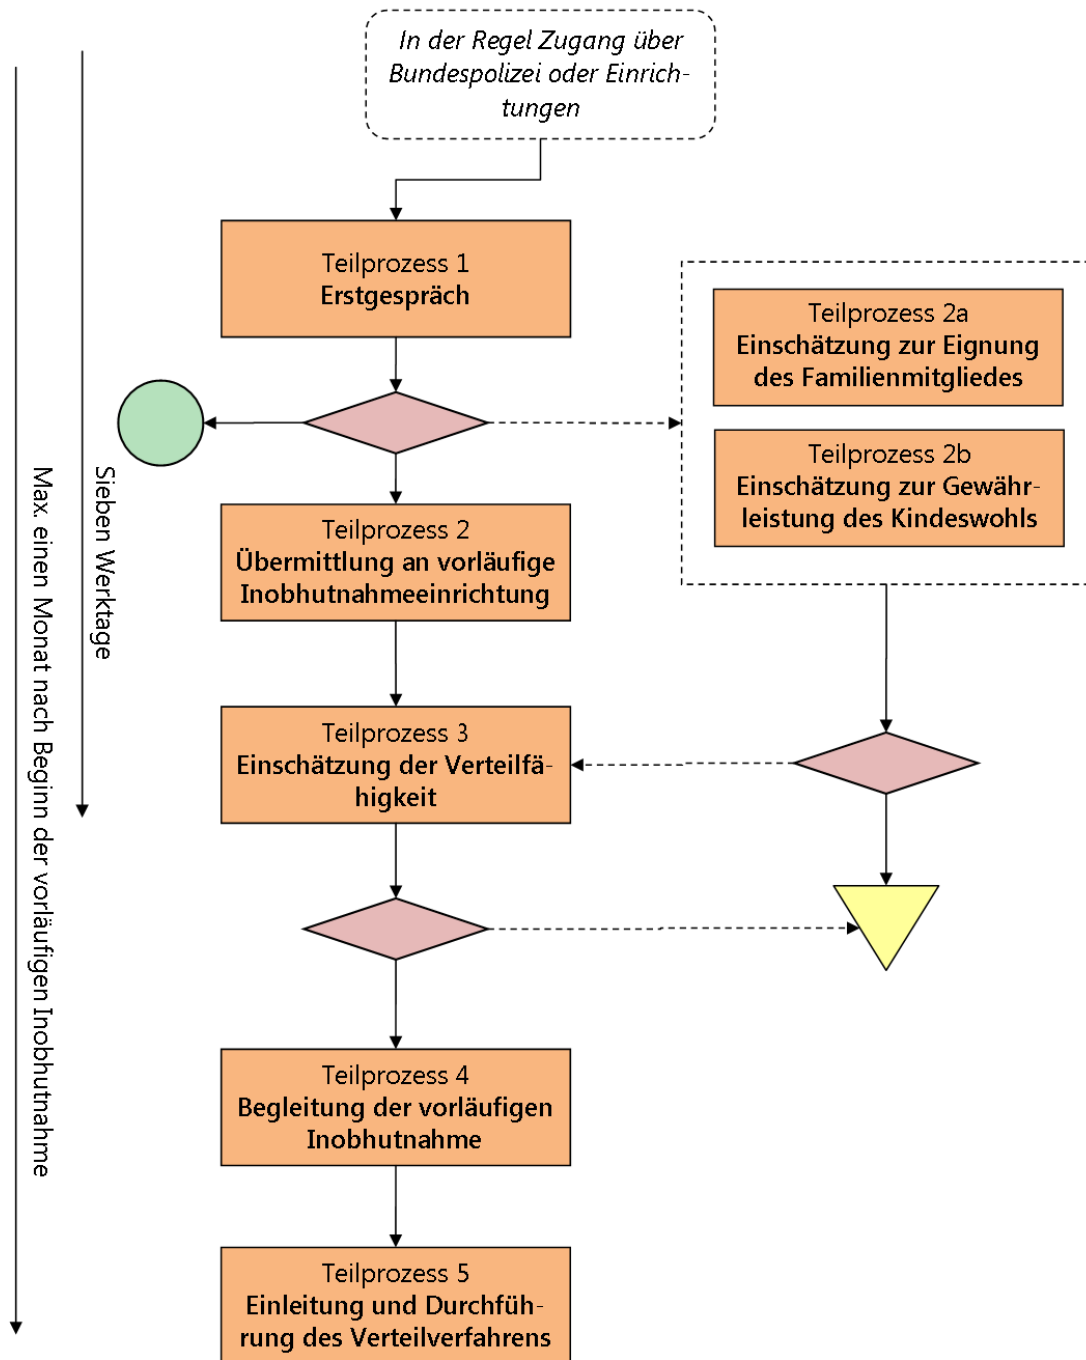 In der Regel Zugang über
Bundespolizei oder Einrich-
tungen
Teilprozess 1
Erstgespräch
Teilprozess 2a
Einschätzung zur Eignung
des Familienmitgliedes
Teilprozess 2b
Einschätzung zur Gewähr-
leistung des Kindeswohls
Teilprozess 2
Übermittlung an vorläufige
Inobhutnahmeeinrichtung
Teilprozess 3
Einschätzung der Verteilfä-
higkeit
Teilprozess 4
Begleitung der vorläufigen
Inobhutnahme
Teilprozess 5
Einleitung und Durchfüh-
rung des Verteilverfahrens
Sieben Werktage
Max. einen Monat nach Beginn der vorläufigen Inobhutnahme